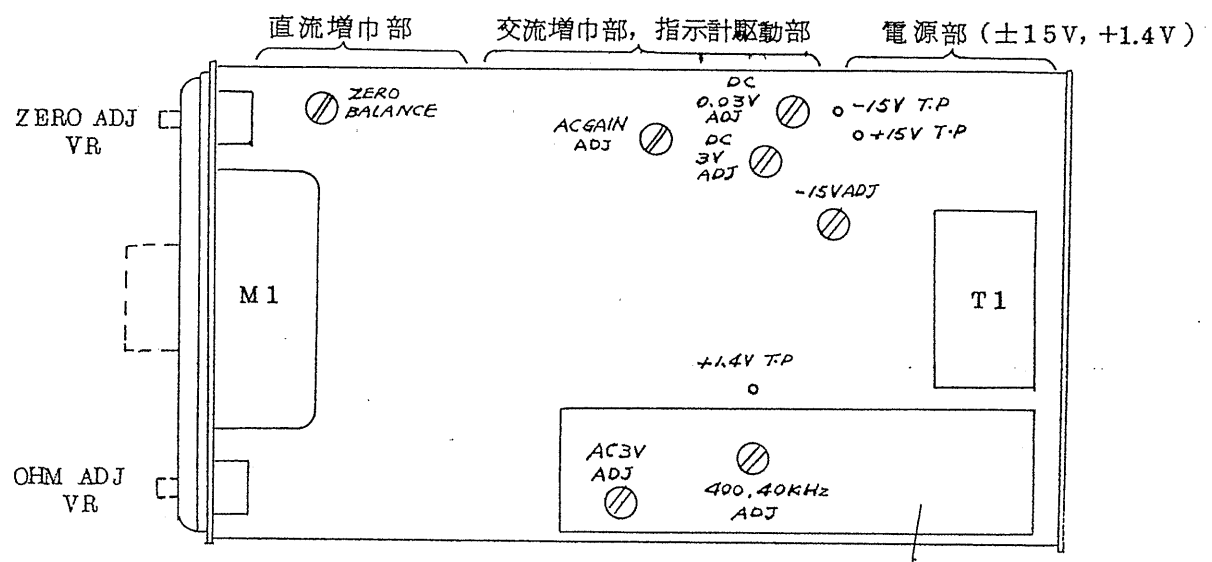 直流増巾部
交流増巾部，指示計駆動部
電源部（±15V，+1.4V）
ZERO ADJ
VR
ZERO
BALANCE
AC GAIN
ADJ
DC
0.03V
ADJ
DC
3V
ADJ
-15V T.P
+15V T.P
-15V ADJ
M1
T1
+1.4V T.P
OHM ADJ
VR
AC3V
ADJ
400,40KHz
ADJ